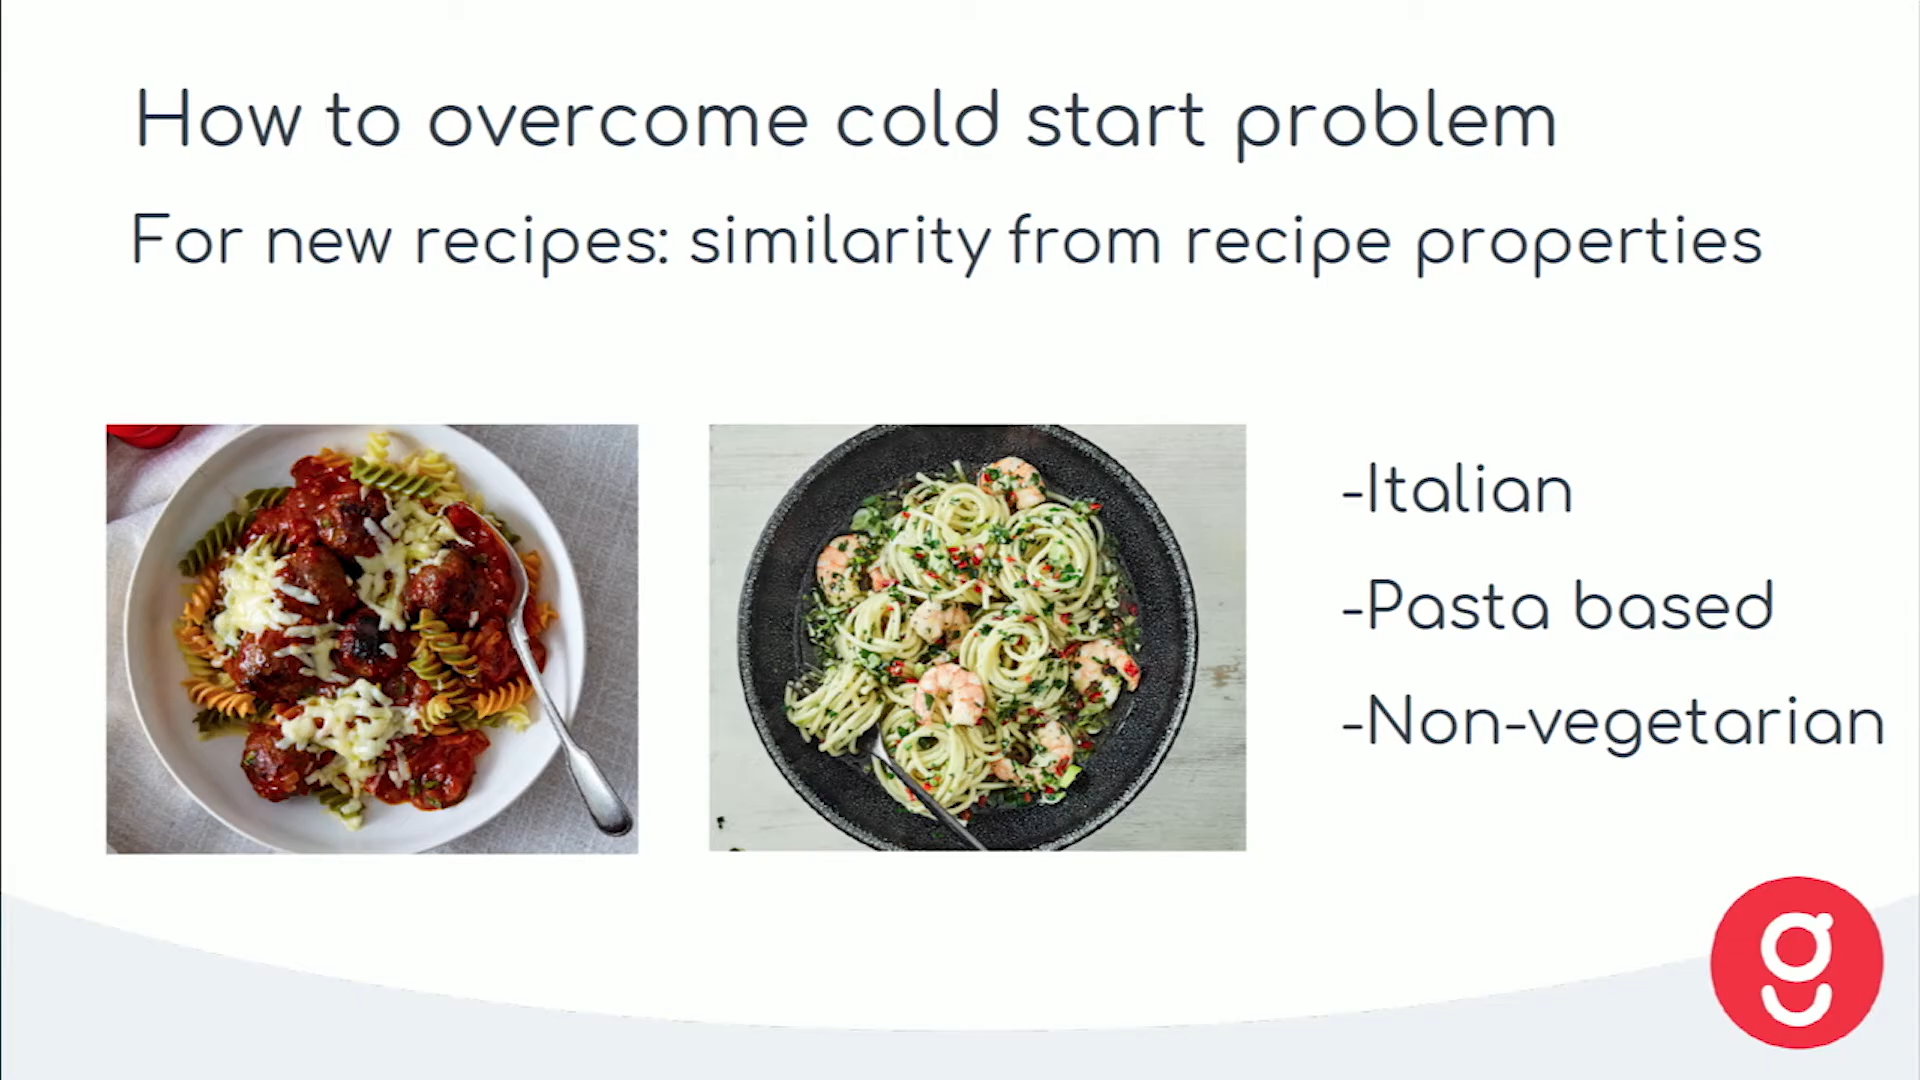 How to overcome cold start problem
For new recipes: similarity from recipe properties
-Italian
-Pasta based
-Non-vegetarian
g